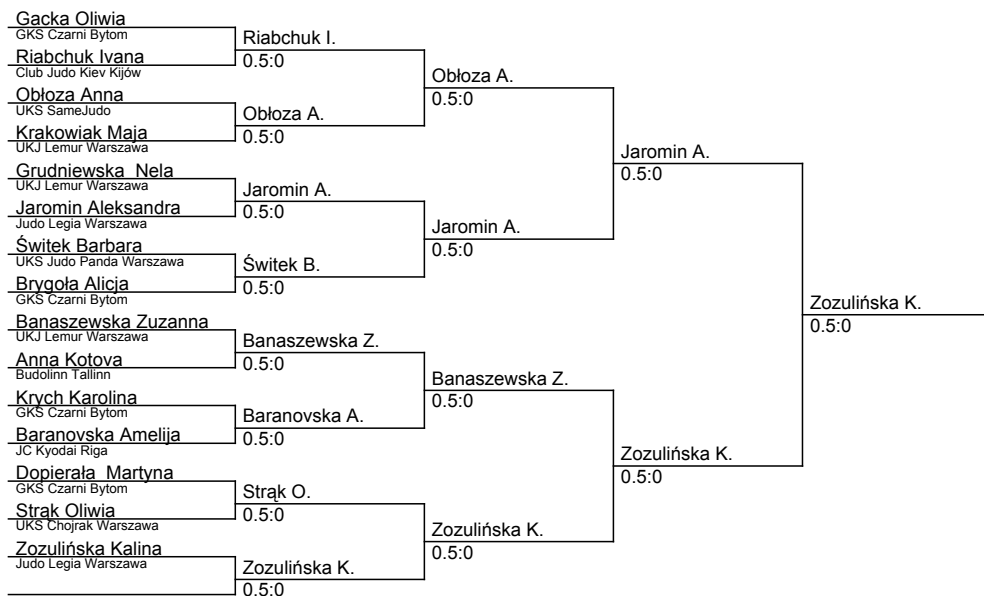 Gacka Oliwia
GKS Czarni Bytom
Riabchuk Ivana
Club Judo Kiev Kijów
Obłoza Anna
UKS SameJudo
Krakowiak Maja
UKJ Lemur Warszawa
Grudniewska Nela
UKJ Lemur Warszawa
Jaromin Aleksandra
Judo Legia Warszawa
Świtek Barbara
UKS Judo Panda Warszawa
Brygoła Alicja
GKS Czarni Bytom
Banaszewska Zuzanna
UKJ Lemur Warszawa
Anna Kotova
Budolinn Tallinn
Krych Karolina
GKS Czarni Bytom
Baranovska Amelija
JC Kyodai Riga
Dopierała Martyna
GKS Czarni Bytom
Strąk Oliwia
UKS Chojrak Warszawa
Zozulińska Kalina
Judo Legia Warszawa
Riabchuk I.
0.5:0
Obłoza A.
0.5:0
Jaromin A.
0.5:0
Świtek B.
0.5:0
Banaszewska Z.
0.5:0
Baranovska A.
0.5:0
Strąk O.
0.5:0
Zozulińska K.
0.5:0
Obłoza A.
0.5:0
Jaromin A.
0.5:0
Banaszewska Z.
0.5:0
Zozulińska K.
0.5:0
Jaromin A.
0.5:0
Zozulińska K.
0.5:0
Zozulińska K.
0.5:0